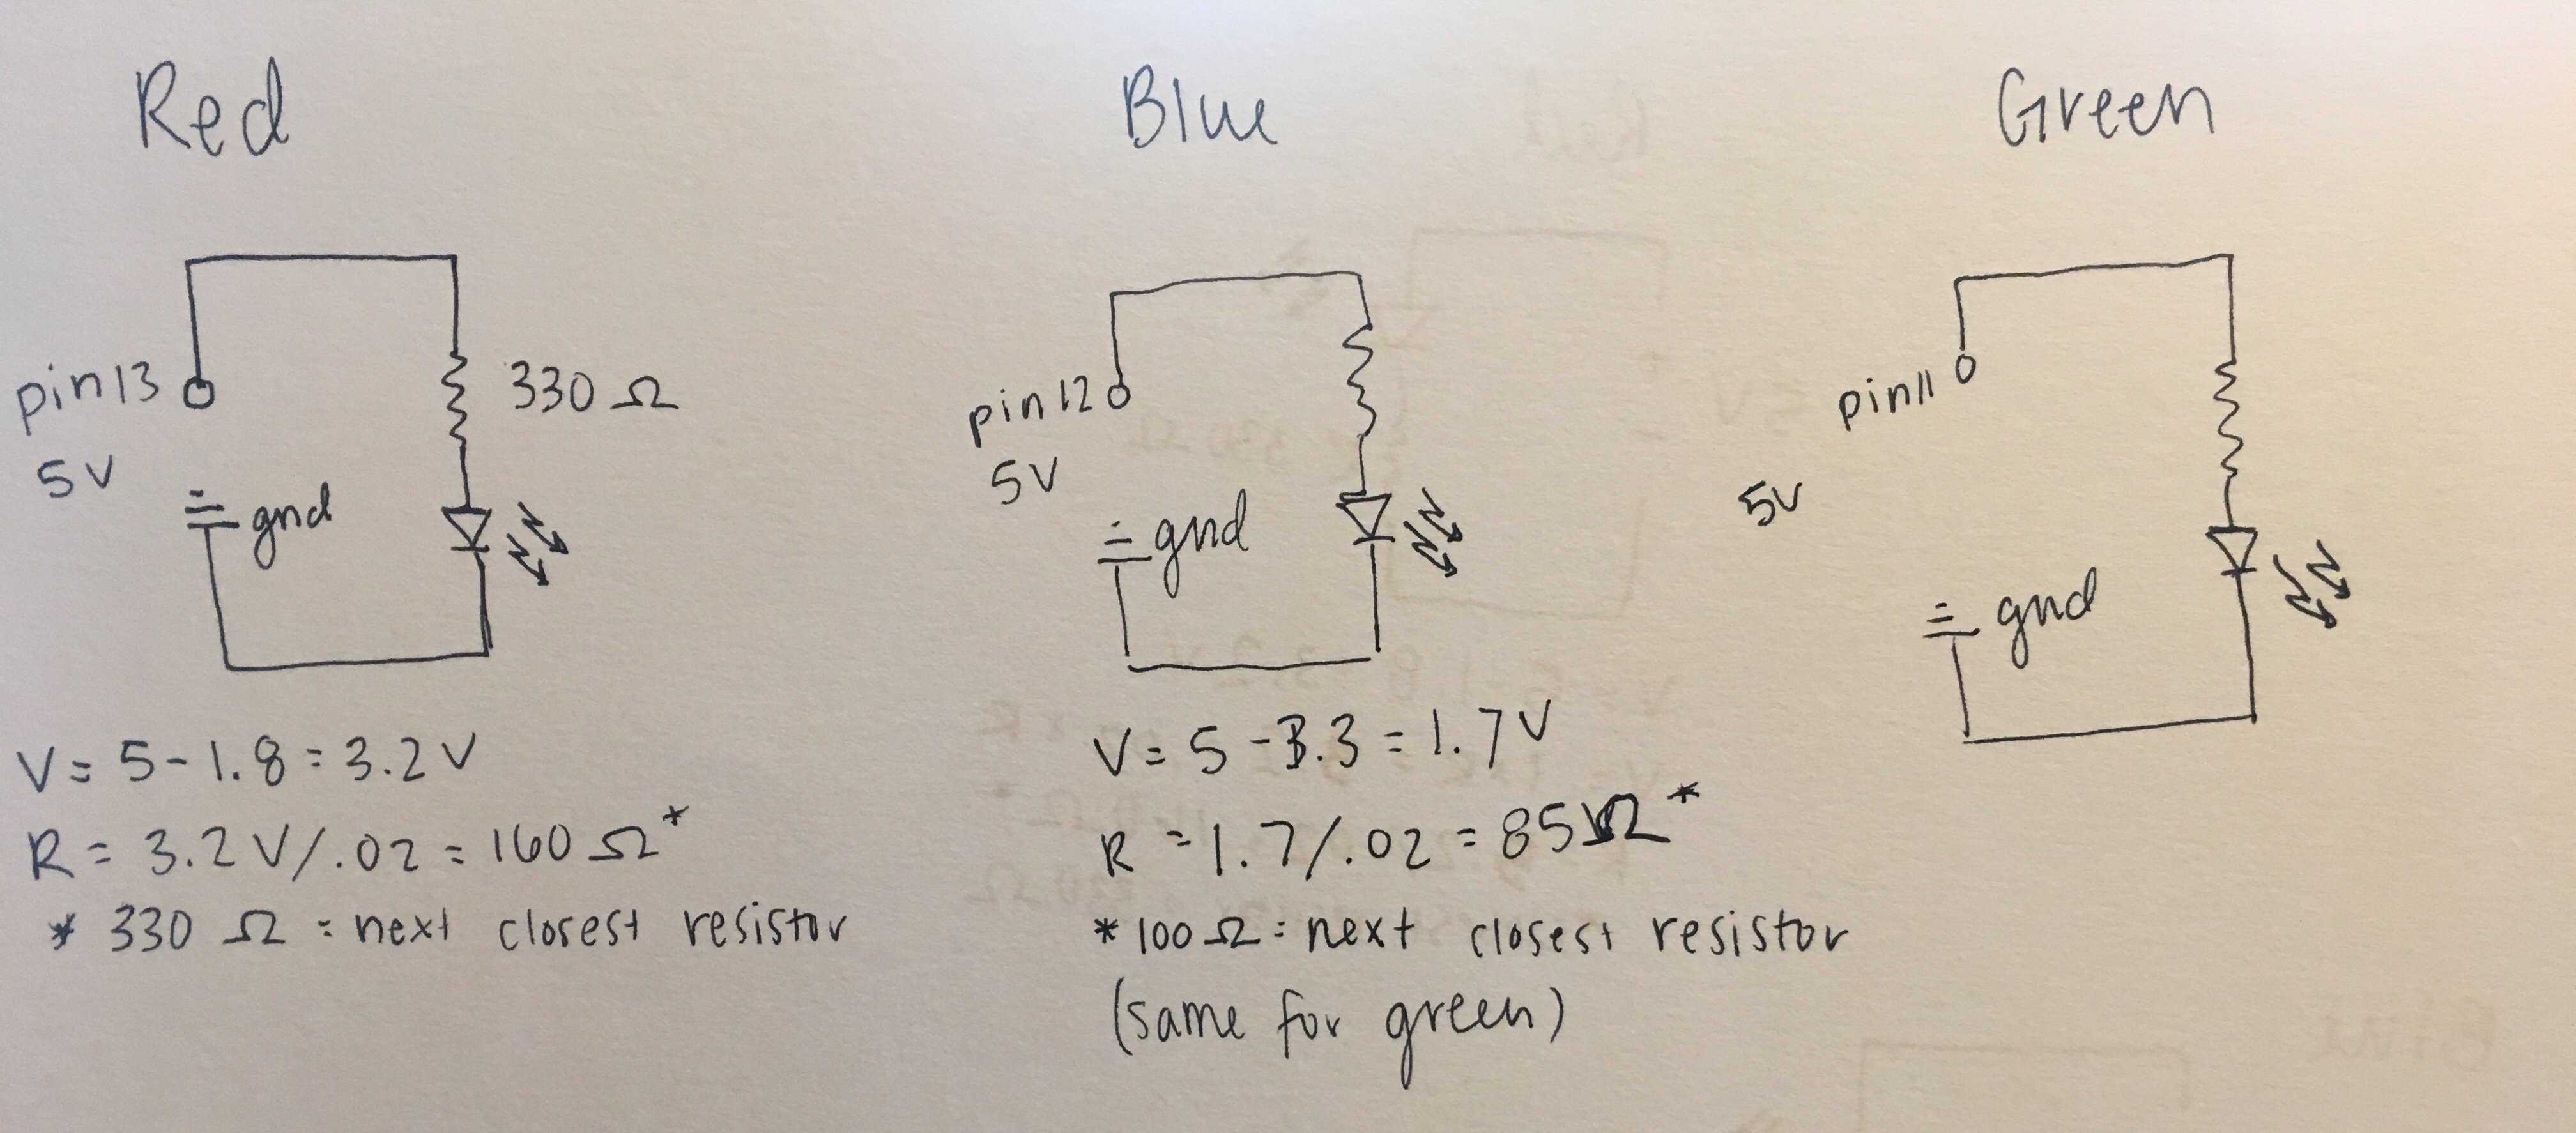 Red
pin13
5V
gnd
330 Ω
V = 5 - 1.8 = 3.2 V
R = 3.2 V/.02 = 160 Ω*
* 330 Ω = next closest resistor
Blue
pin12
5V
gnd
V = 5 - 3.3 = 1.7 V
R = 1.7/.02 = 85 Ω*
* 100 Ω = next closest resistor
(same for green)
Green
pin11
5V
gnd